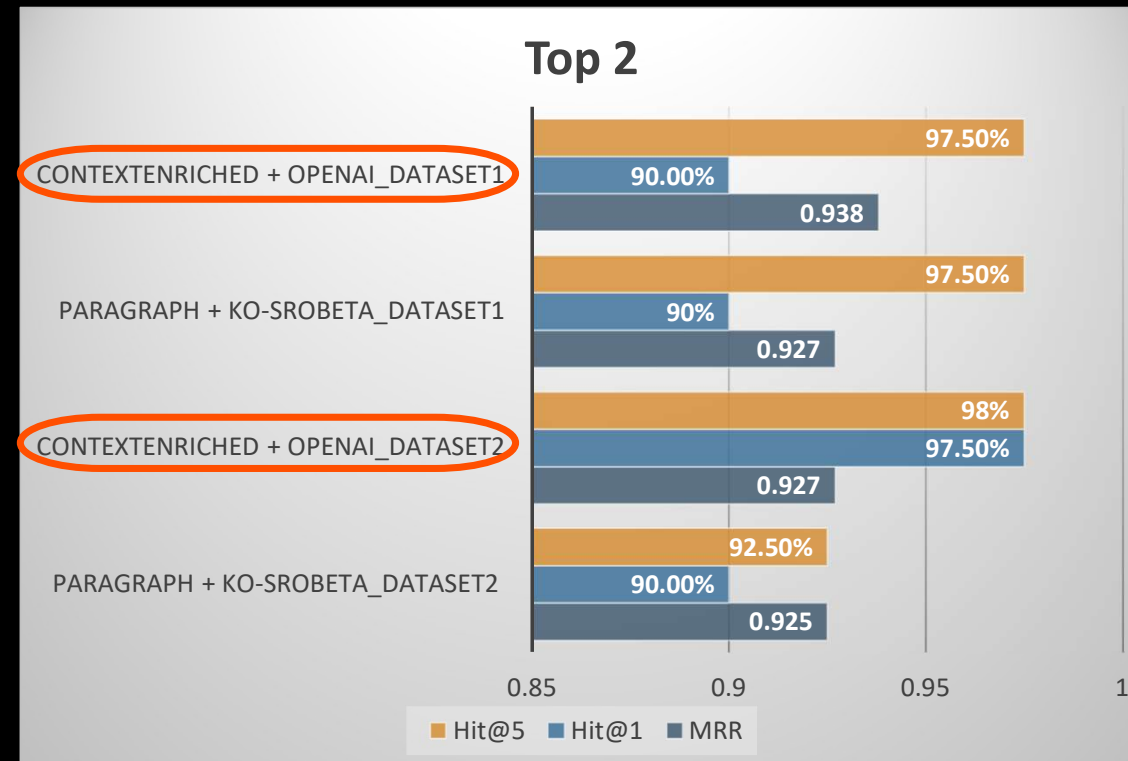 Top 2
CONTEXTENRICHED + OPENAI_DATASET1
97.50%
90.00%
0.938
PARAGRAPH + KO-SROBETA_DATASET1
97.50%
90%
0.927
CONTEXTENRICHED + OPENAI_DATASET2
98%
97.50%
0.927
PARAGRAPH + KO-SROBETA_DATASET2
92.50%
90.00%
0.925
0.85 0.9 0.95 1
Hit@5 Hit@1 MRR